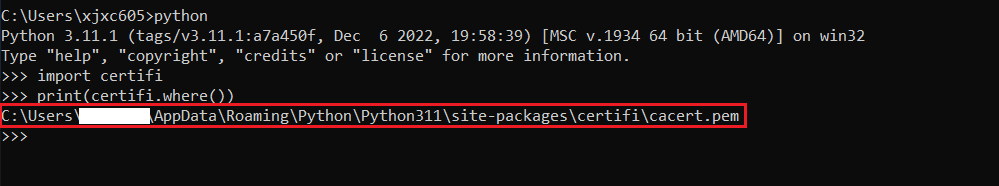 C:\Users\xjxc605>python
Python 3.11.1 (tags/v3.11.1:a7a450f, Dec  6 2022, 19:58:39) [MSC v.1934 64 bit (AMD64)] on win32
Type "help", "copyright", "credits" or "license" for more information.
>>> import certifi
>>> print(certifi.where())
C:\Users\ \AppData\Roaming\Python\Python311\site-packages\certifi\cacert.pem
>>>